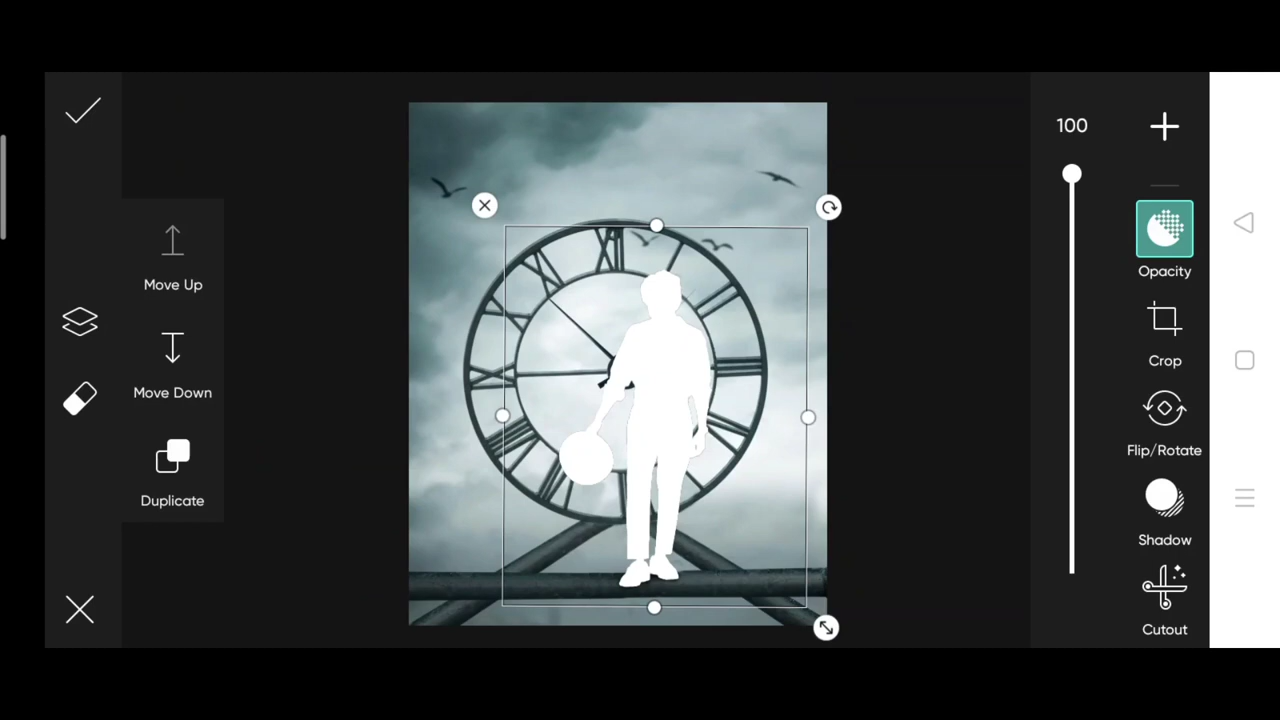 Move Up
Move Down
Duplicate
100
Opacity
Crop
Flip/Rotate
Shadow
Cutout